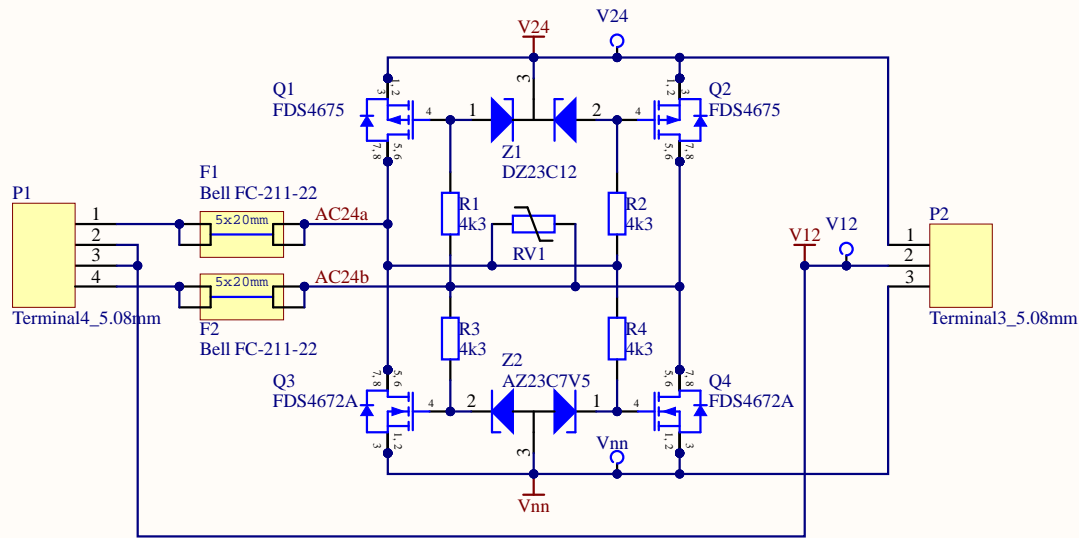 V24
V24
Q1
FDS4675
1, 2
3
4
7, 8
5, 6
1
3
2
Z1
DZ23C12
Q2
FDS4675
1, 2
3
4
5, 6
7, 8
P1
1
2
3
4
Terminal4_5.08mm
F1
Bell FC-211-22
5x20mm
AC24a
5x20mm
AC24b
F2
Bell FC-211-22
R1
4k3
RV1
R2
4k3
V12
V12
P2
1
2
3
Terminal3_5.08mm
R3
4k3
R4
4k3
Q3
FDS4672A
7, 8
5, 6
4
3
1, 2
Z2
AZ23C7V5
2
1
3
Q4
FDS4672A
5, 6
7, 8
4
1, 2
3
Vnn
Vnn